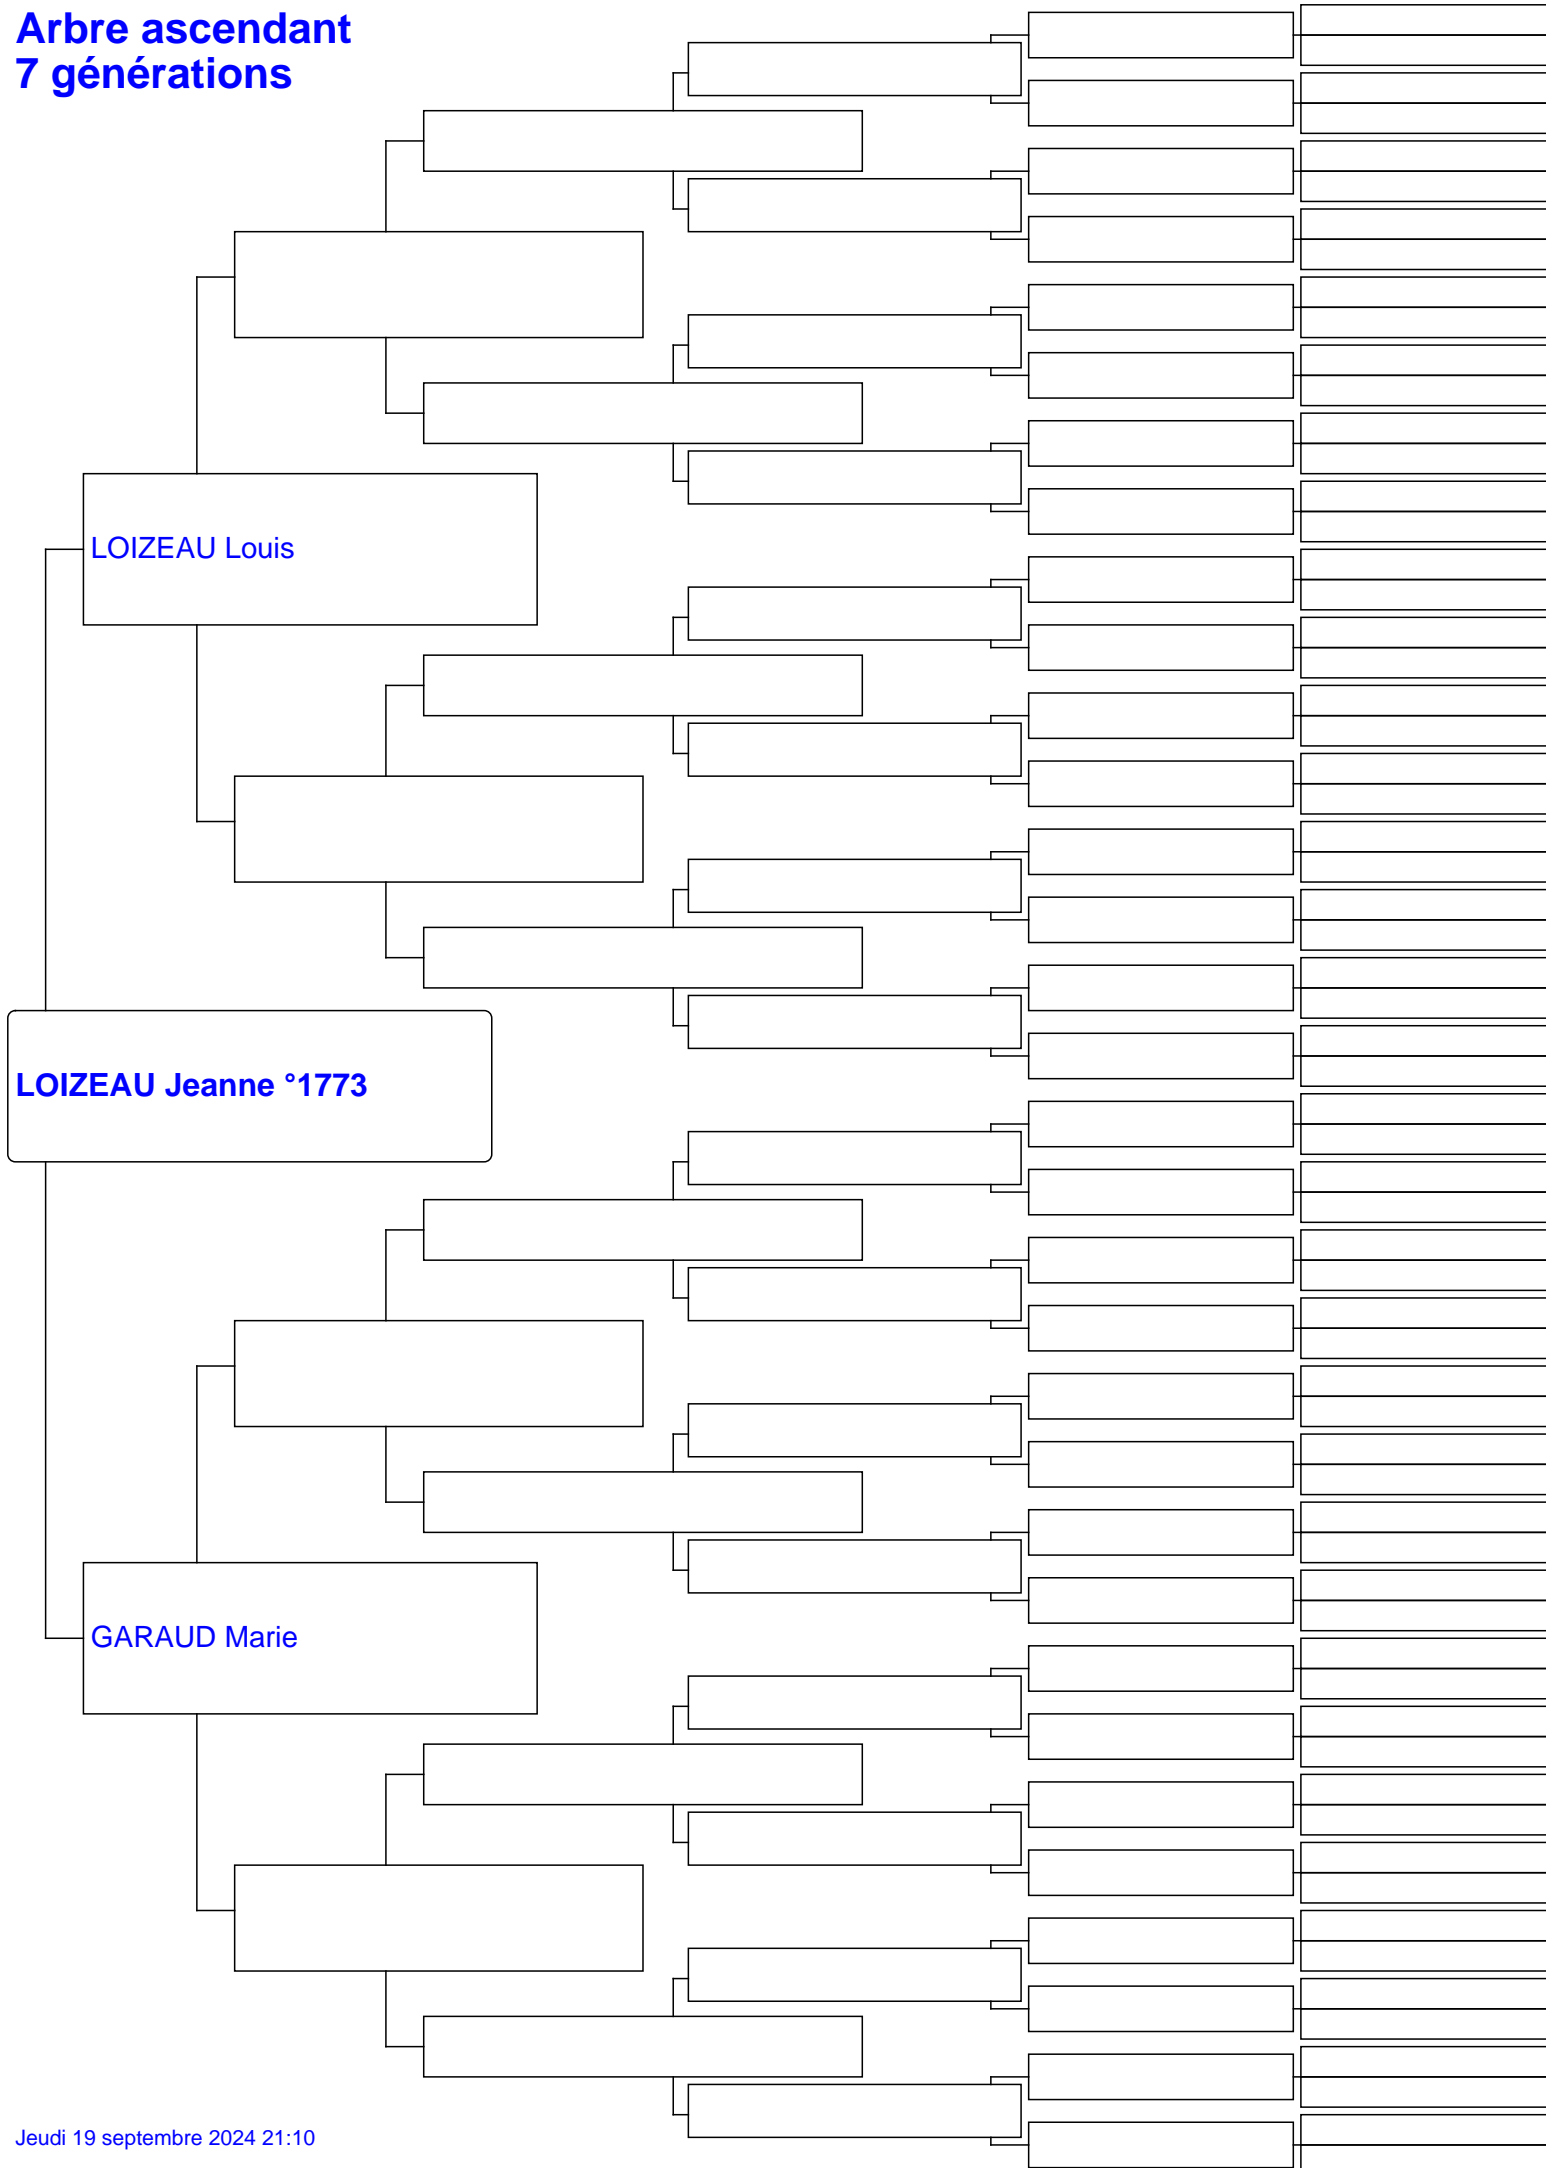 Arbre ascendant
7 générations
LOIZEAU Louis
LOIZEAU Jeanne °1773
GARAUD Marie
Jeudi 19 septembre 2024 21:10